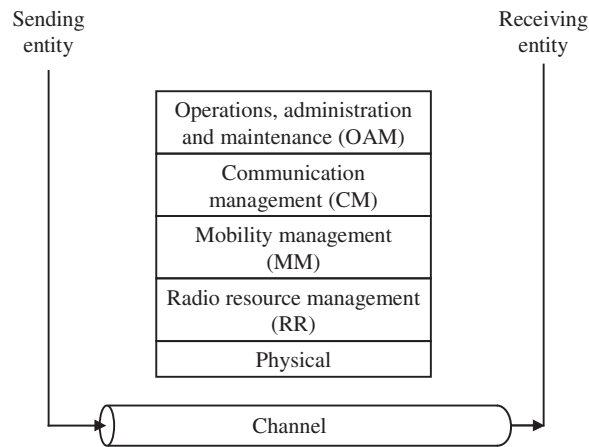 Sending
entity
Receiving
entity
Operations, administration
and maintenance (OAM)
Communication
management (CM)
Mobility management
(MM)
Radio resource management
(RR)
Physical
Channel